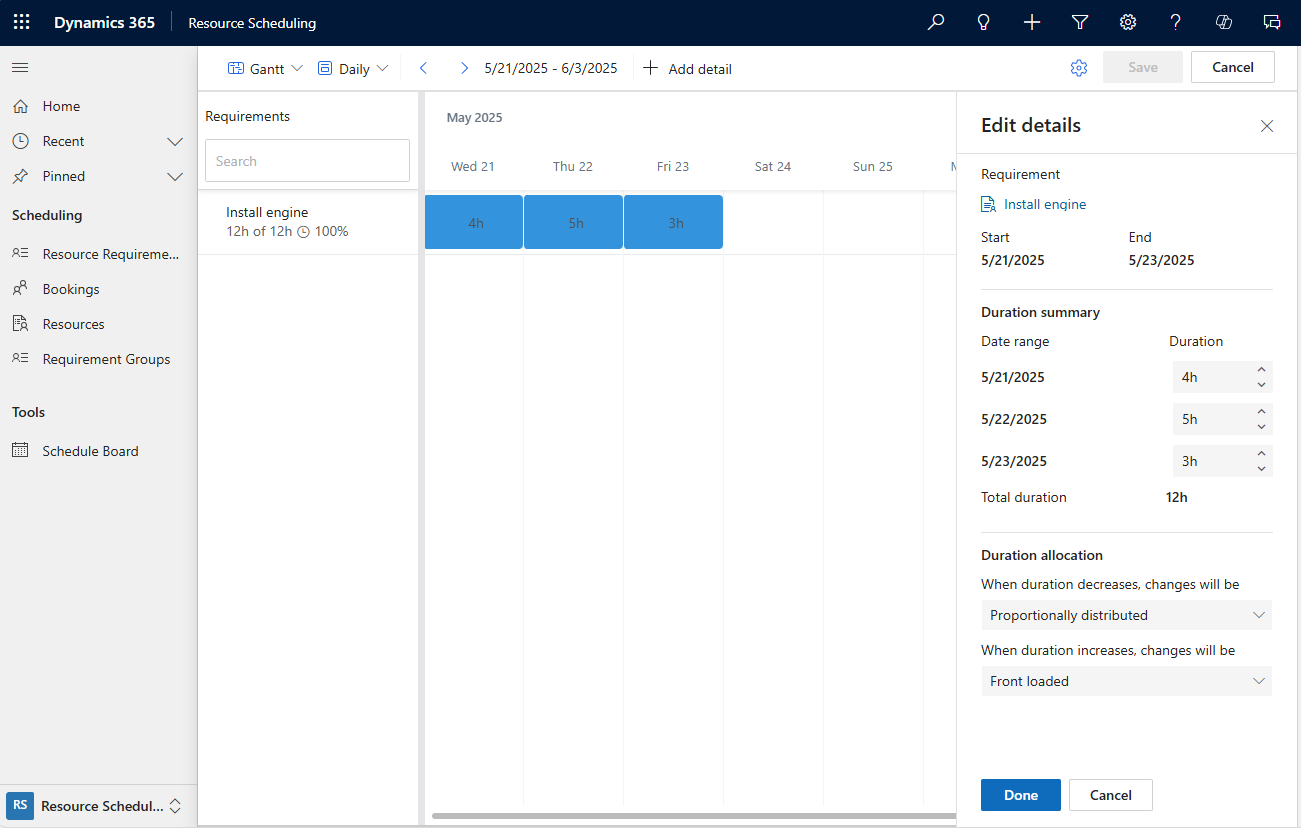 Dynamics 365 Resource Scheduling
Home
Recent
Pinned
Scheduling
Resource Requireme...
Bookings
Resources
Requirement Groups
Tools
Schedule Board
RS Resource Schedul...
Gantt Daily 5/21/2025 - 6/3/2025 Add detail Save Cancel
Requirements
Search
Install engine
12h of 12h 100%
May 2025
Wed 21 Thu 22 Fri 23 Sat 24 Sun 25
4h 5h 3h
Edit details
Requirement
Install engine
Start End
5/21/2025 5/23/2025
Duration summary
Date range Duration
5/21/2025 4h
5/22/2025 5h
5/23/2025 3h
Total duration 12h
Duration allocation
When duration decreases, changes will be
Proportionally distributed
When duration increases, changes will be
Front loaded
Done Cancel